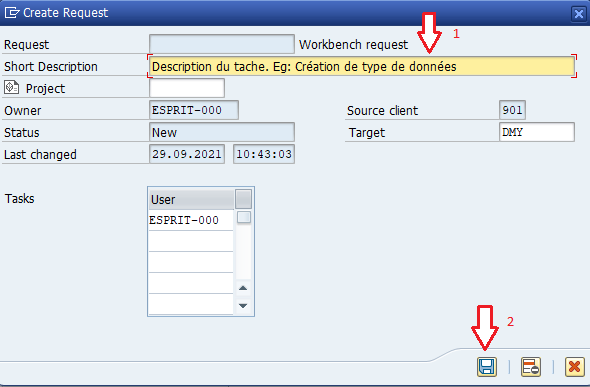 Create Request
1
Request Workbench request
Short Description Description du tache. Eg: Création de type de données
Project
Owner ESPRIT-000 Source client 901
Status New Target DMY
Last changed 29.09.2021 10:43:03
Tasks User
ESPRIT-000
2